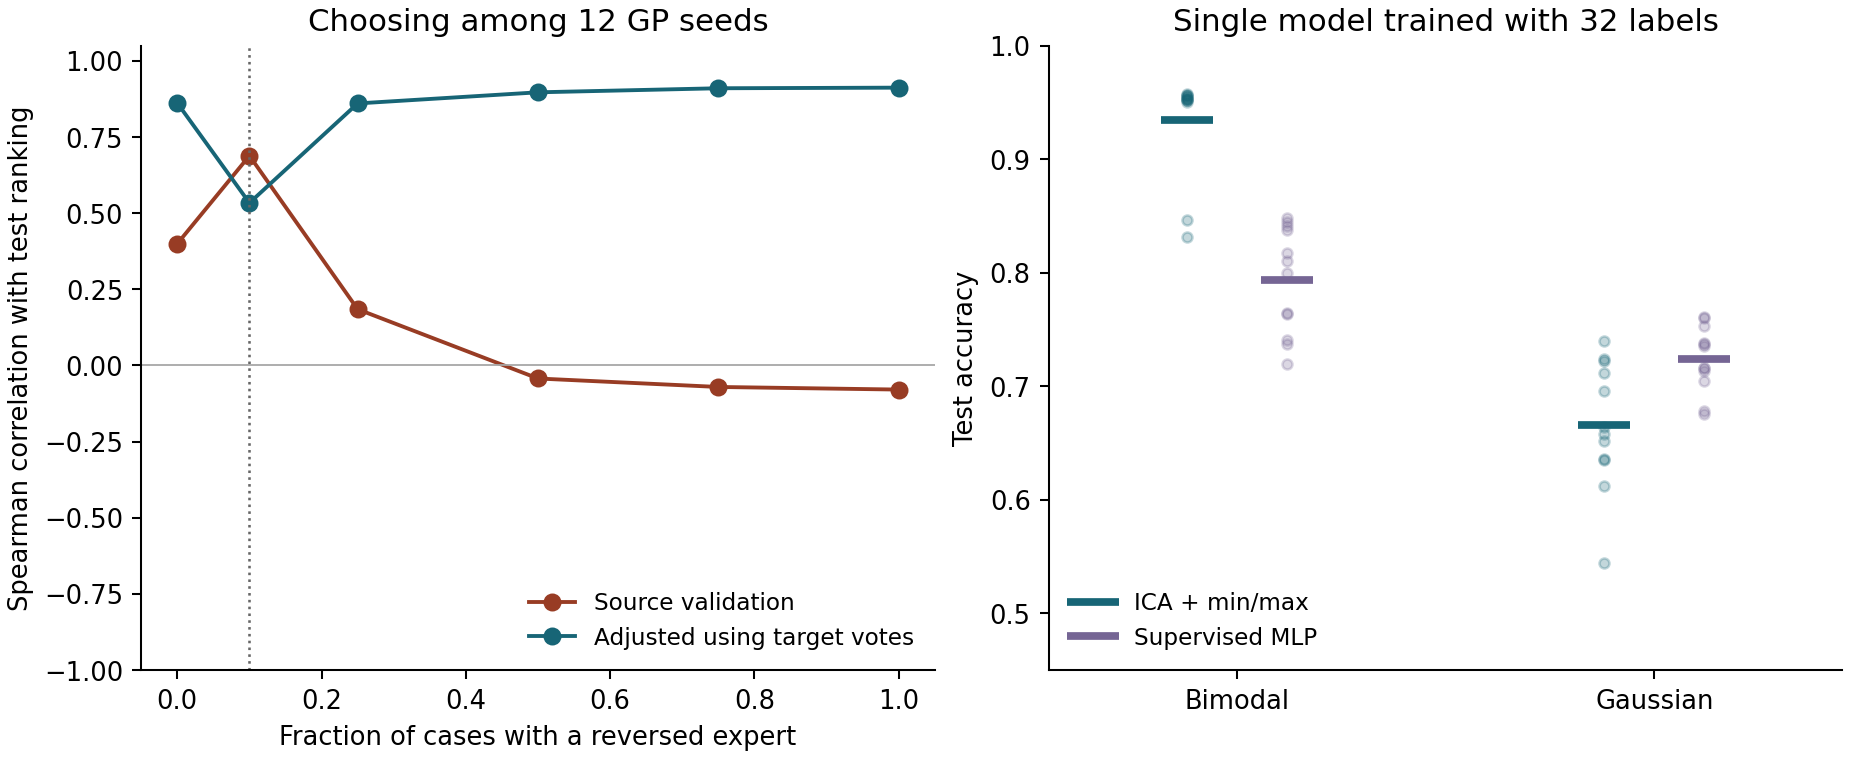 Choosing among 12 GP seeds
Spearman correlation with test ranking
1.00
0.75
0.50
0.25
0.00
−0.25
−0.50
−0.75
−1.00
Source validation
Adjusted using target votes
0.0 0.2 0.4 0.6 0.8 1.0
Fraction of cases with a reversed expert
Single model trained with 32 labels
Test accuracy
1.0
0.9
0.8
0.7
0.6
0.5
ICA + min/max
Supervised MLP
Bimodal Gaussian